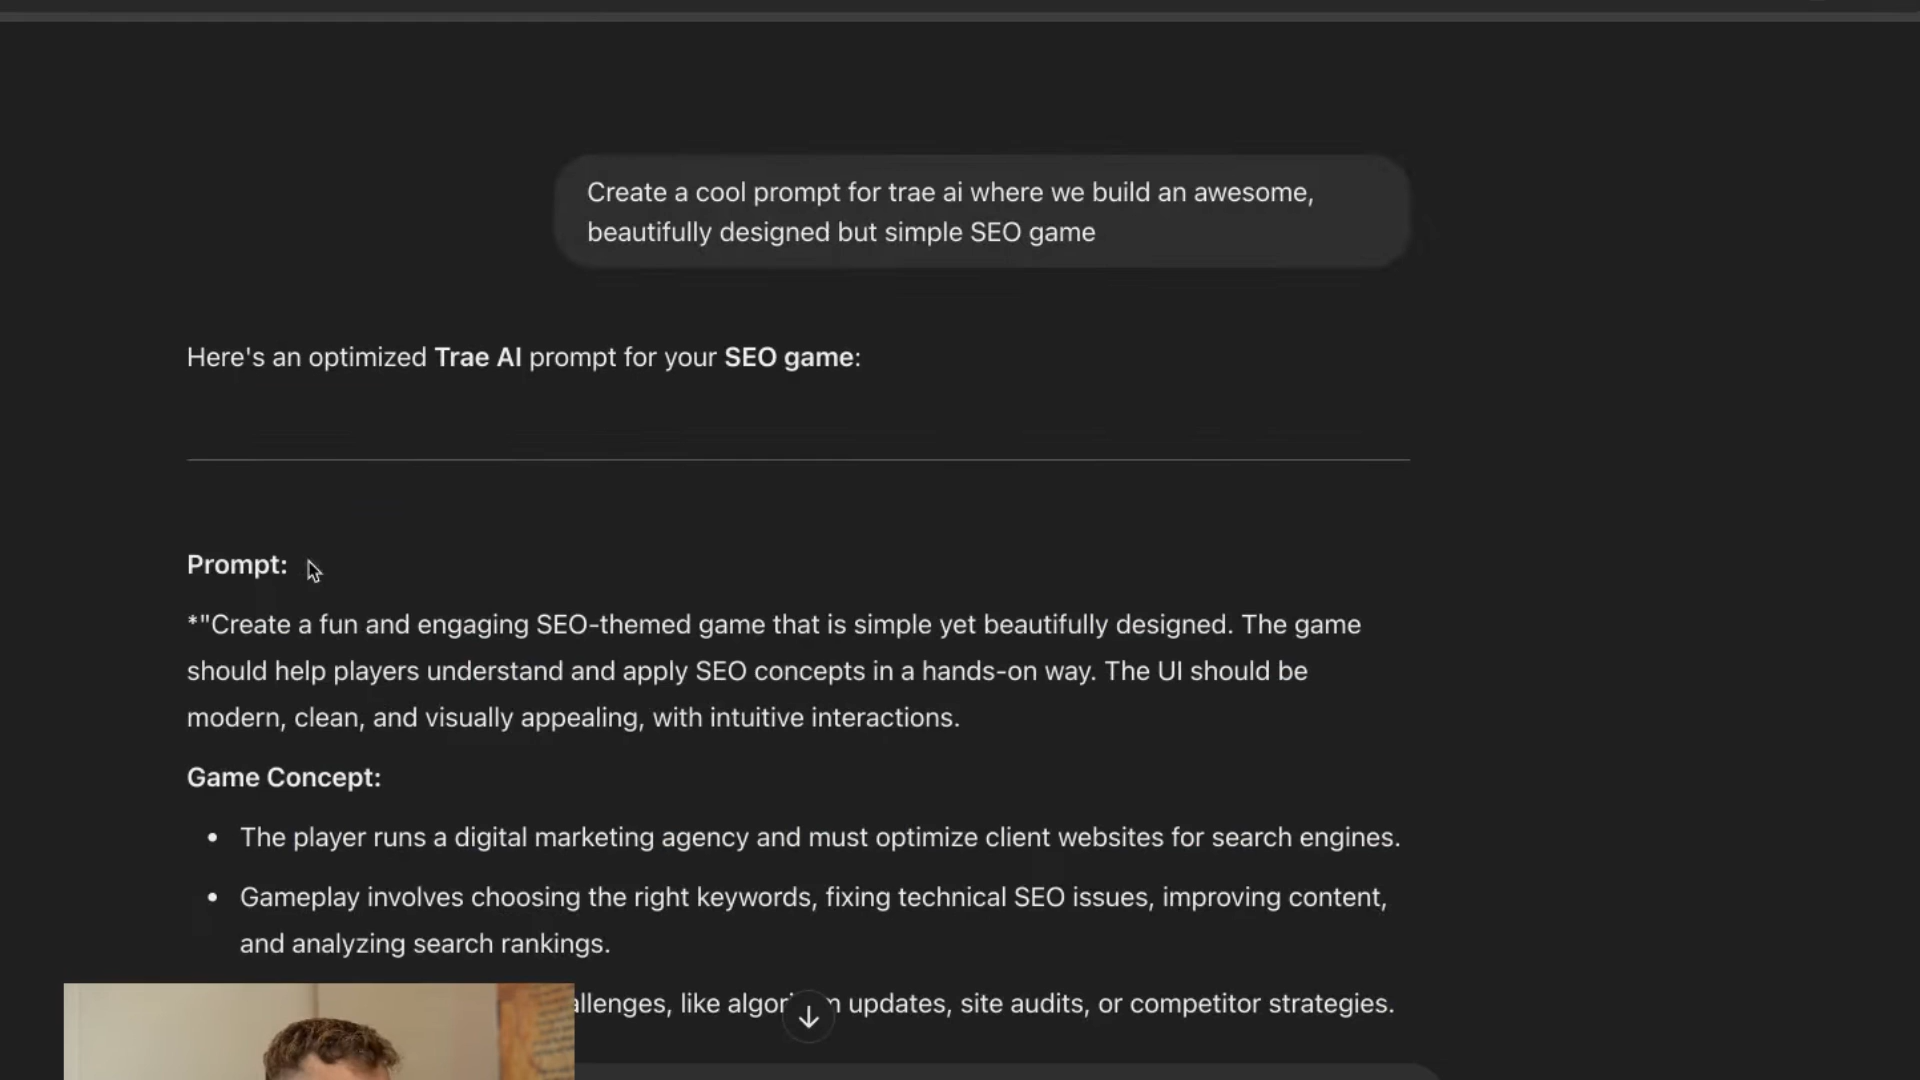 Create a cool prompt for trae ai where we build an awesome,
beautifully designed but simple SEO game
Here's an optimized Trae AI prompt for your SEO game:
Prompt:
*"Create a fun and engaging SEO-themed game that is simple yet beautifully designed. The game
should help players understand and apply SEO concepts in a hands-on way. The UI should be
modern, clean, and visually appealing, with intuitive interactions.
Game Concept:
• The player runs a digital marketing agency and must optimize client websites for search engines.
• Gameplay involves choosing the right keywords, fixing technical SEO issues, improving content,
and analyzing search rankings.
like updates, site audits, or competitor strategies.